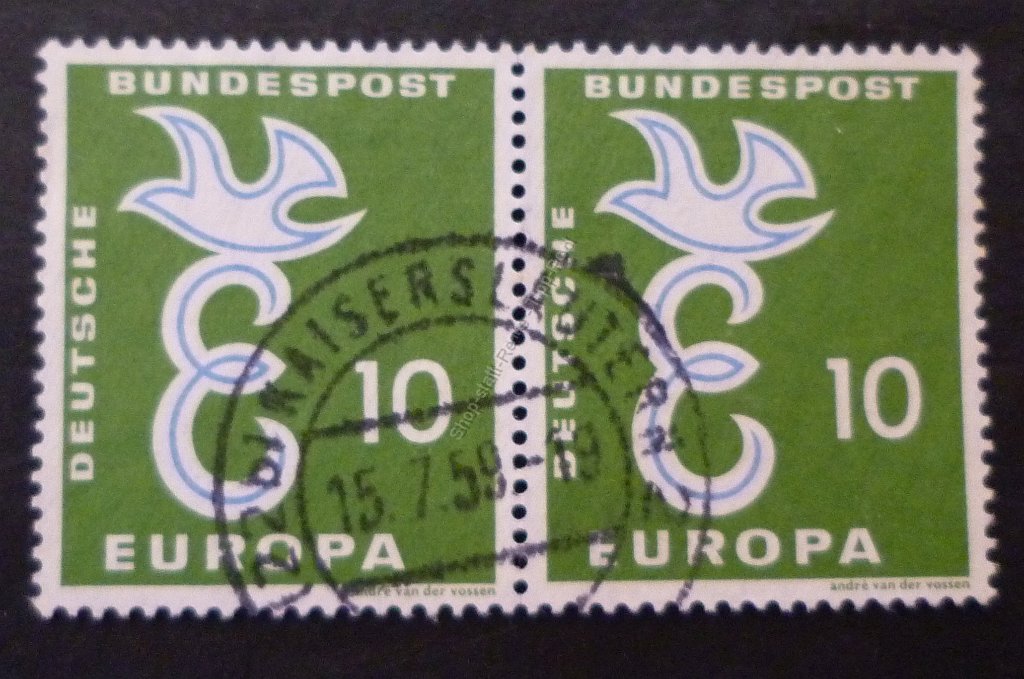 BUNDESPOST
DEUTSCHE
10
EUROPA
andré van der vossen
BUNDESPOST
DEUTSCHE
10
EUROPA
andré van der vossen
KAISERSLAUTERN
15.7.59-19